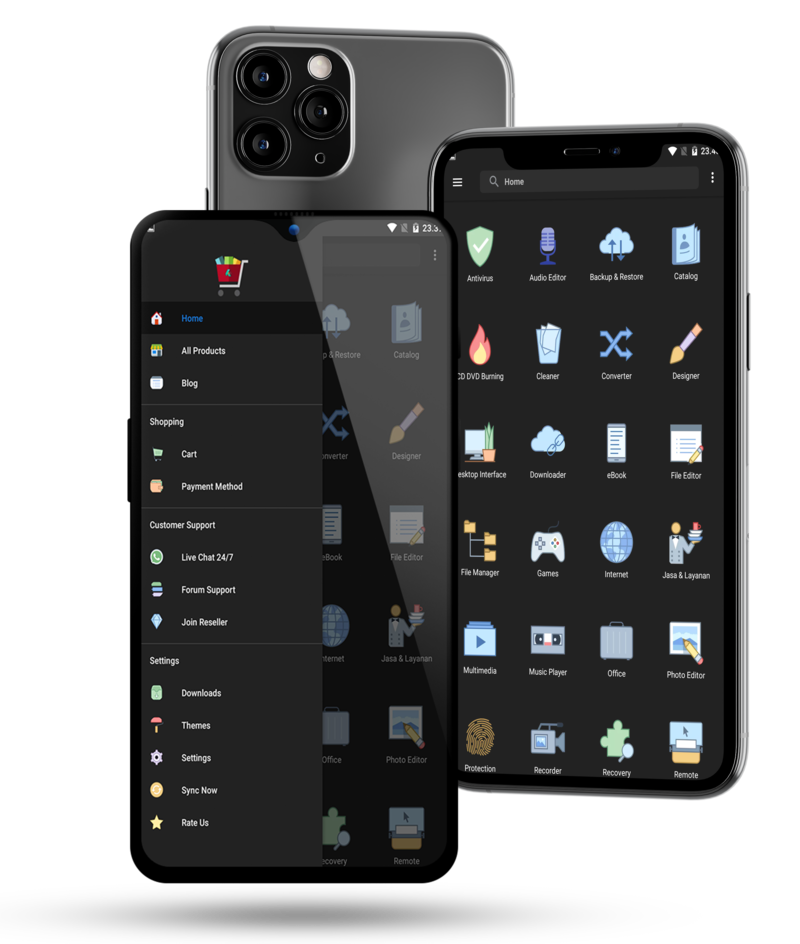 23.3
Home
All Products
Blog
Shopping
Cart
Payment Method
Customer Support
Live Chat 24/7
Forum Support
Join Reseller
Settings
Downloads
Themes
Settings
Sync Now
Rate Us
p & Restore
Catalog
nverter
Designer
eBook
File Editor
nternet
Jasa & Layanan
Office
Photo Editor
ecovery
Remote
23.4
Home
Antivirus
Audio Editor
Backup & Restore
Catalog
CD DVD Burning
Cleaner
Converter
Designer
esktop Interface
Downloader
eBook
File Editor
File Manager
Games
Internet
Jasa & Layanan
Multimedia
Music Player
Office
Photo Editor
Protection
Recorder
Recovery
Remote